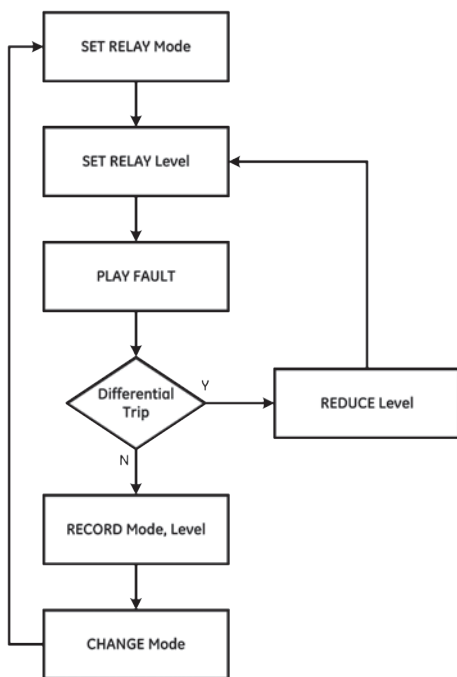 SET RELAY Mode
SET RELAY Level
PLAY FAULT
Differential
Trip
Y
REDUCE Level
N
RECORD Mode, Level
CHANGE Mode